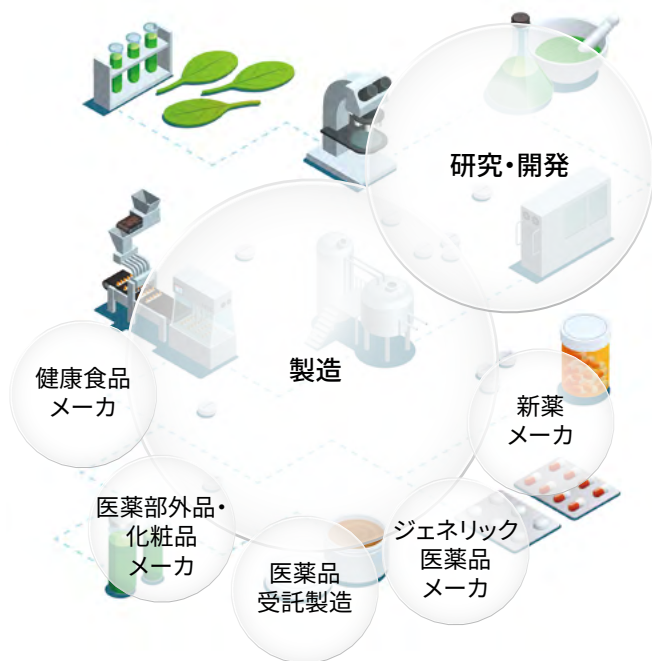 研究・開発
製造
健康食品
メーカ
新薬
メーカ
医薬部外品・
化粧品
メーカ
医薬品
受託製造
ジェネリック
医薬品
メーカ